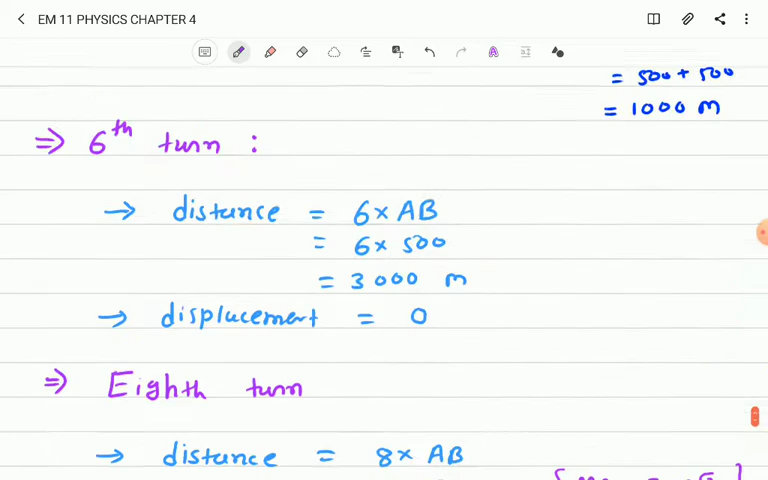 EM 11 PHYSICS CHAPTER 4
= 500 + 500
= 1000 m
⇒ 6th turn :
→ distance = 6 × AB
= 6 × 500
= 3000 m
→ displacement = 0
⇒ Eighth turn
→ distance = 8 × AB